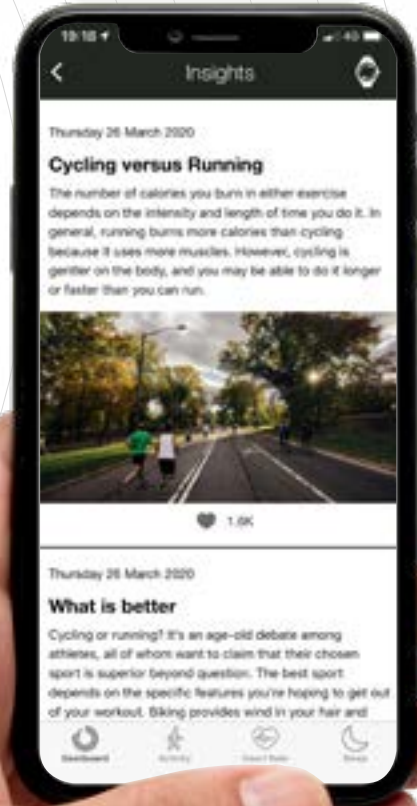 19:18
4G
Insights
Thursday 26 March 2020
Cycling versus Running
The number of calories you burn in either exercise
depends on the intensity and length of time you do it. In
general, running burns more calories than cycling
because it uses more muscles. However, cycling is
gentler on the body, and you may be able to do it longer
or faster than you can run.
1.8K
Thursday 26 March 2020
What is better
Cycling or running? It's an age-old debate among
athletes, all of whom want to claim that their chosen
sport is superior beyond question. The best sport
depends on the specific features you're hoping to get out
of your workout. Biking provides wind in your hair and
Dashboard
Activity
Heart Rate
Sleep